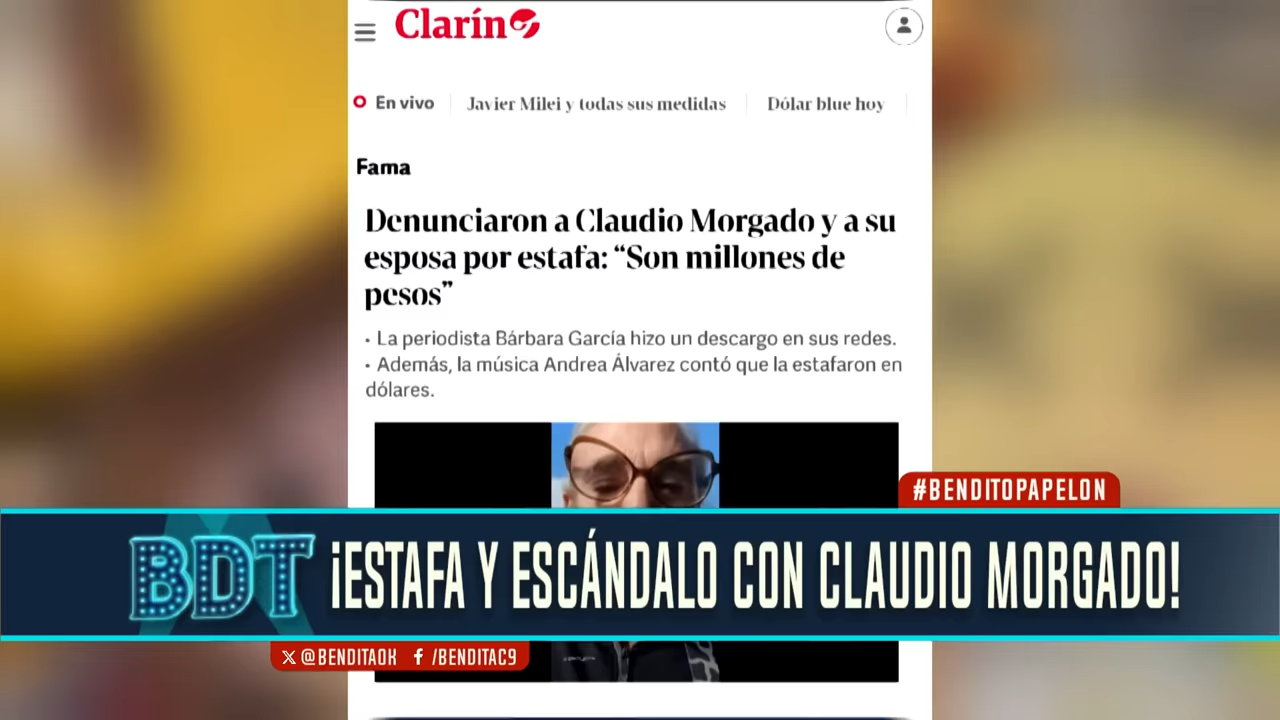 Clarín
En vivo
Javier Milei y todas sus medidas
Dólar blue hoy
Fama
Denunciaron a Claudio Morgado y a su
esposa por estafa: “Son millones de
pesos”
· La periodista Bárbara García hizo un descargo en sus redes.
· Además, la música Andrea Álvarez contó que la estafaron en
dólares.
#BENDITOPAPELON
BDT
¡ESTAFA Y ESCÁNDALO CON CLAUDIO MORGADO!
X @BENDITAOK f /BENDITAC9